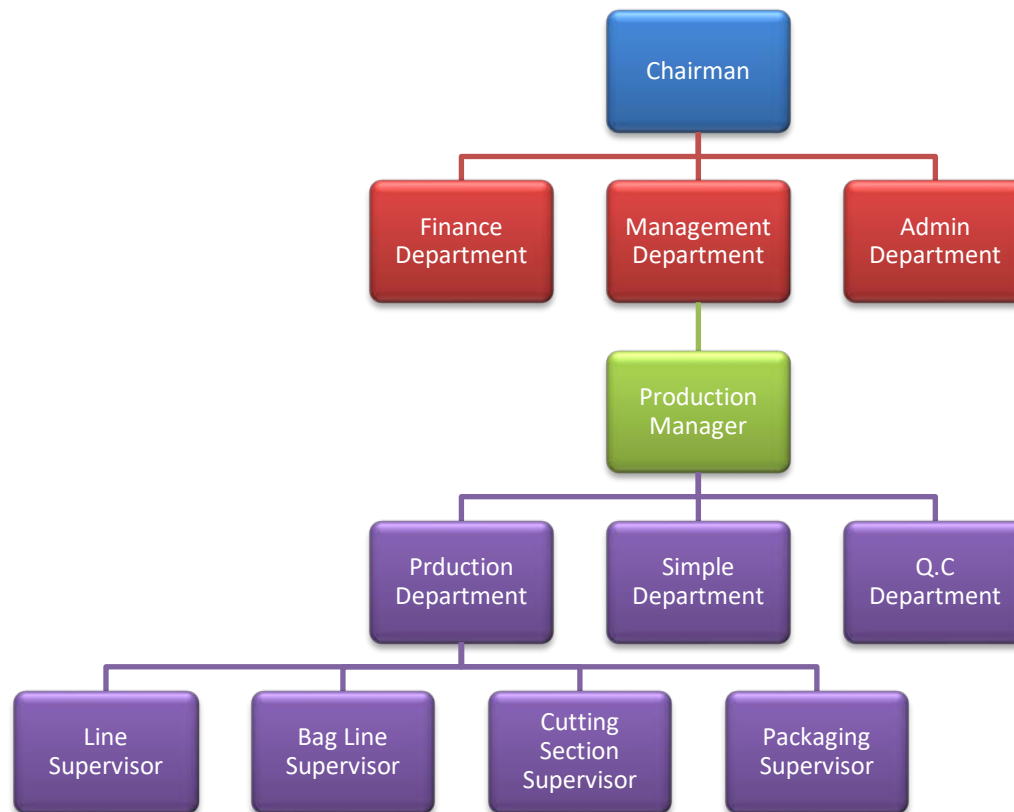 Chairman
Finance
Department
Management
Department
Admin
Department
Production
Manager
Prduction
Department
Simple
Department
Q.C
Department
Line
Supervisor
Bag Line
Supervisor
Cutting
Section
Supervisor
Packaging
Supervisor